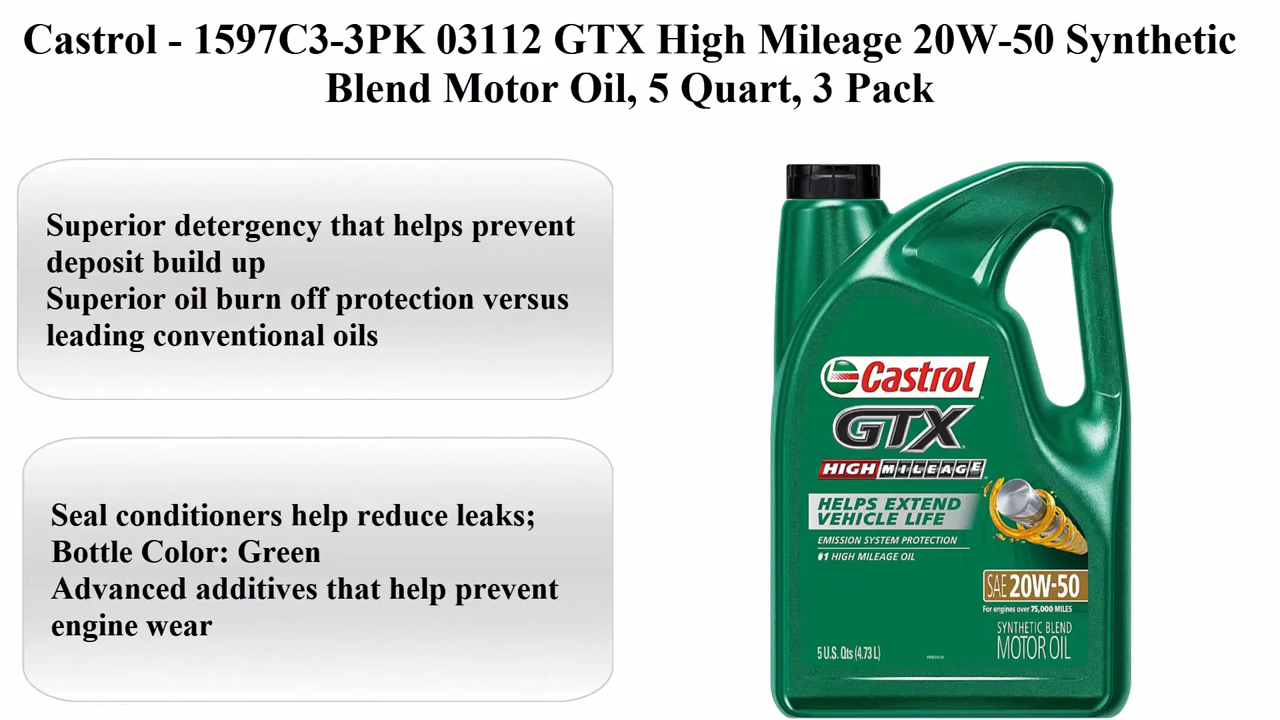 Castrol - 1597C3-3PK 03112 GTX High Mileage 20W-50 Synthetic
Blend Motor Oil, 5 Quart, 3 Pack
Superior detergency that helps prevent
deposit build up
Superior oil burn off protection versus
leading conventional oils
Seal conditioners help reduce leaks;
Bottle Color: Green
Advanced additives that help prevent
engine wear
Castrol
GTX
HIGH MILEAGE
HELPS EXTEND
VEHICLE LIFE
EMISSION SYSTEM PROTECTION
#1 HIGH MILEAGE OIL
SAE 20W-50
For engines over 75,000 MILES
SYNTHETIC BLEND
MOTOR OIL
5 U.S. Qts (4.73 L)